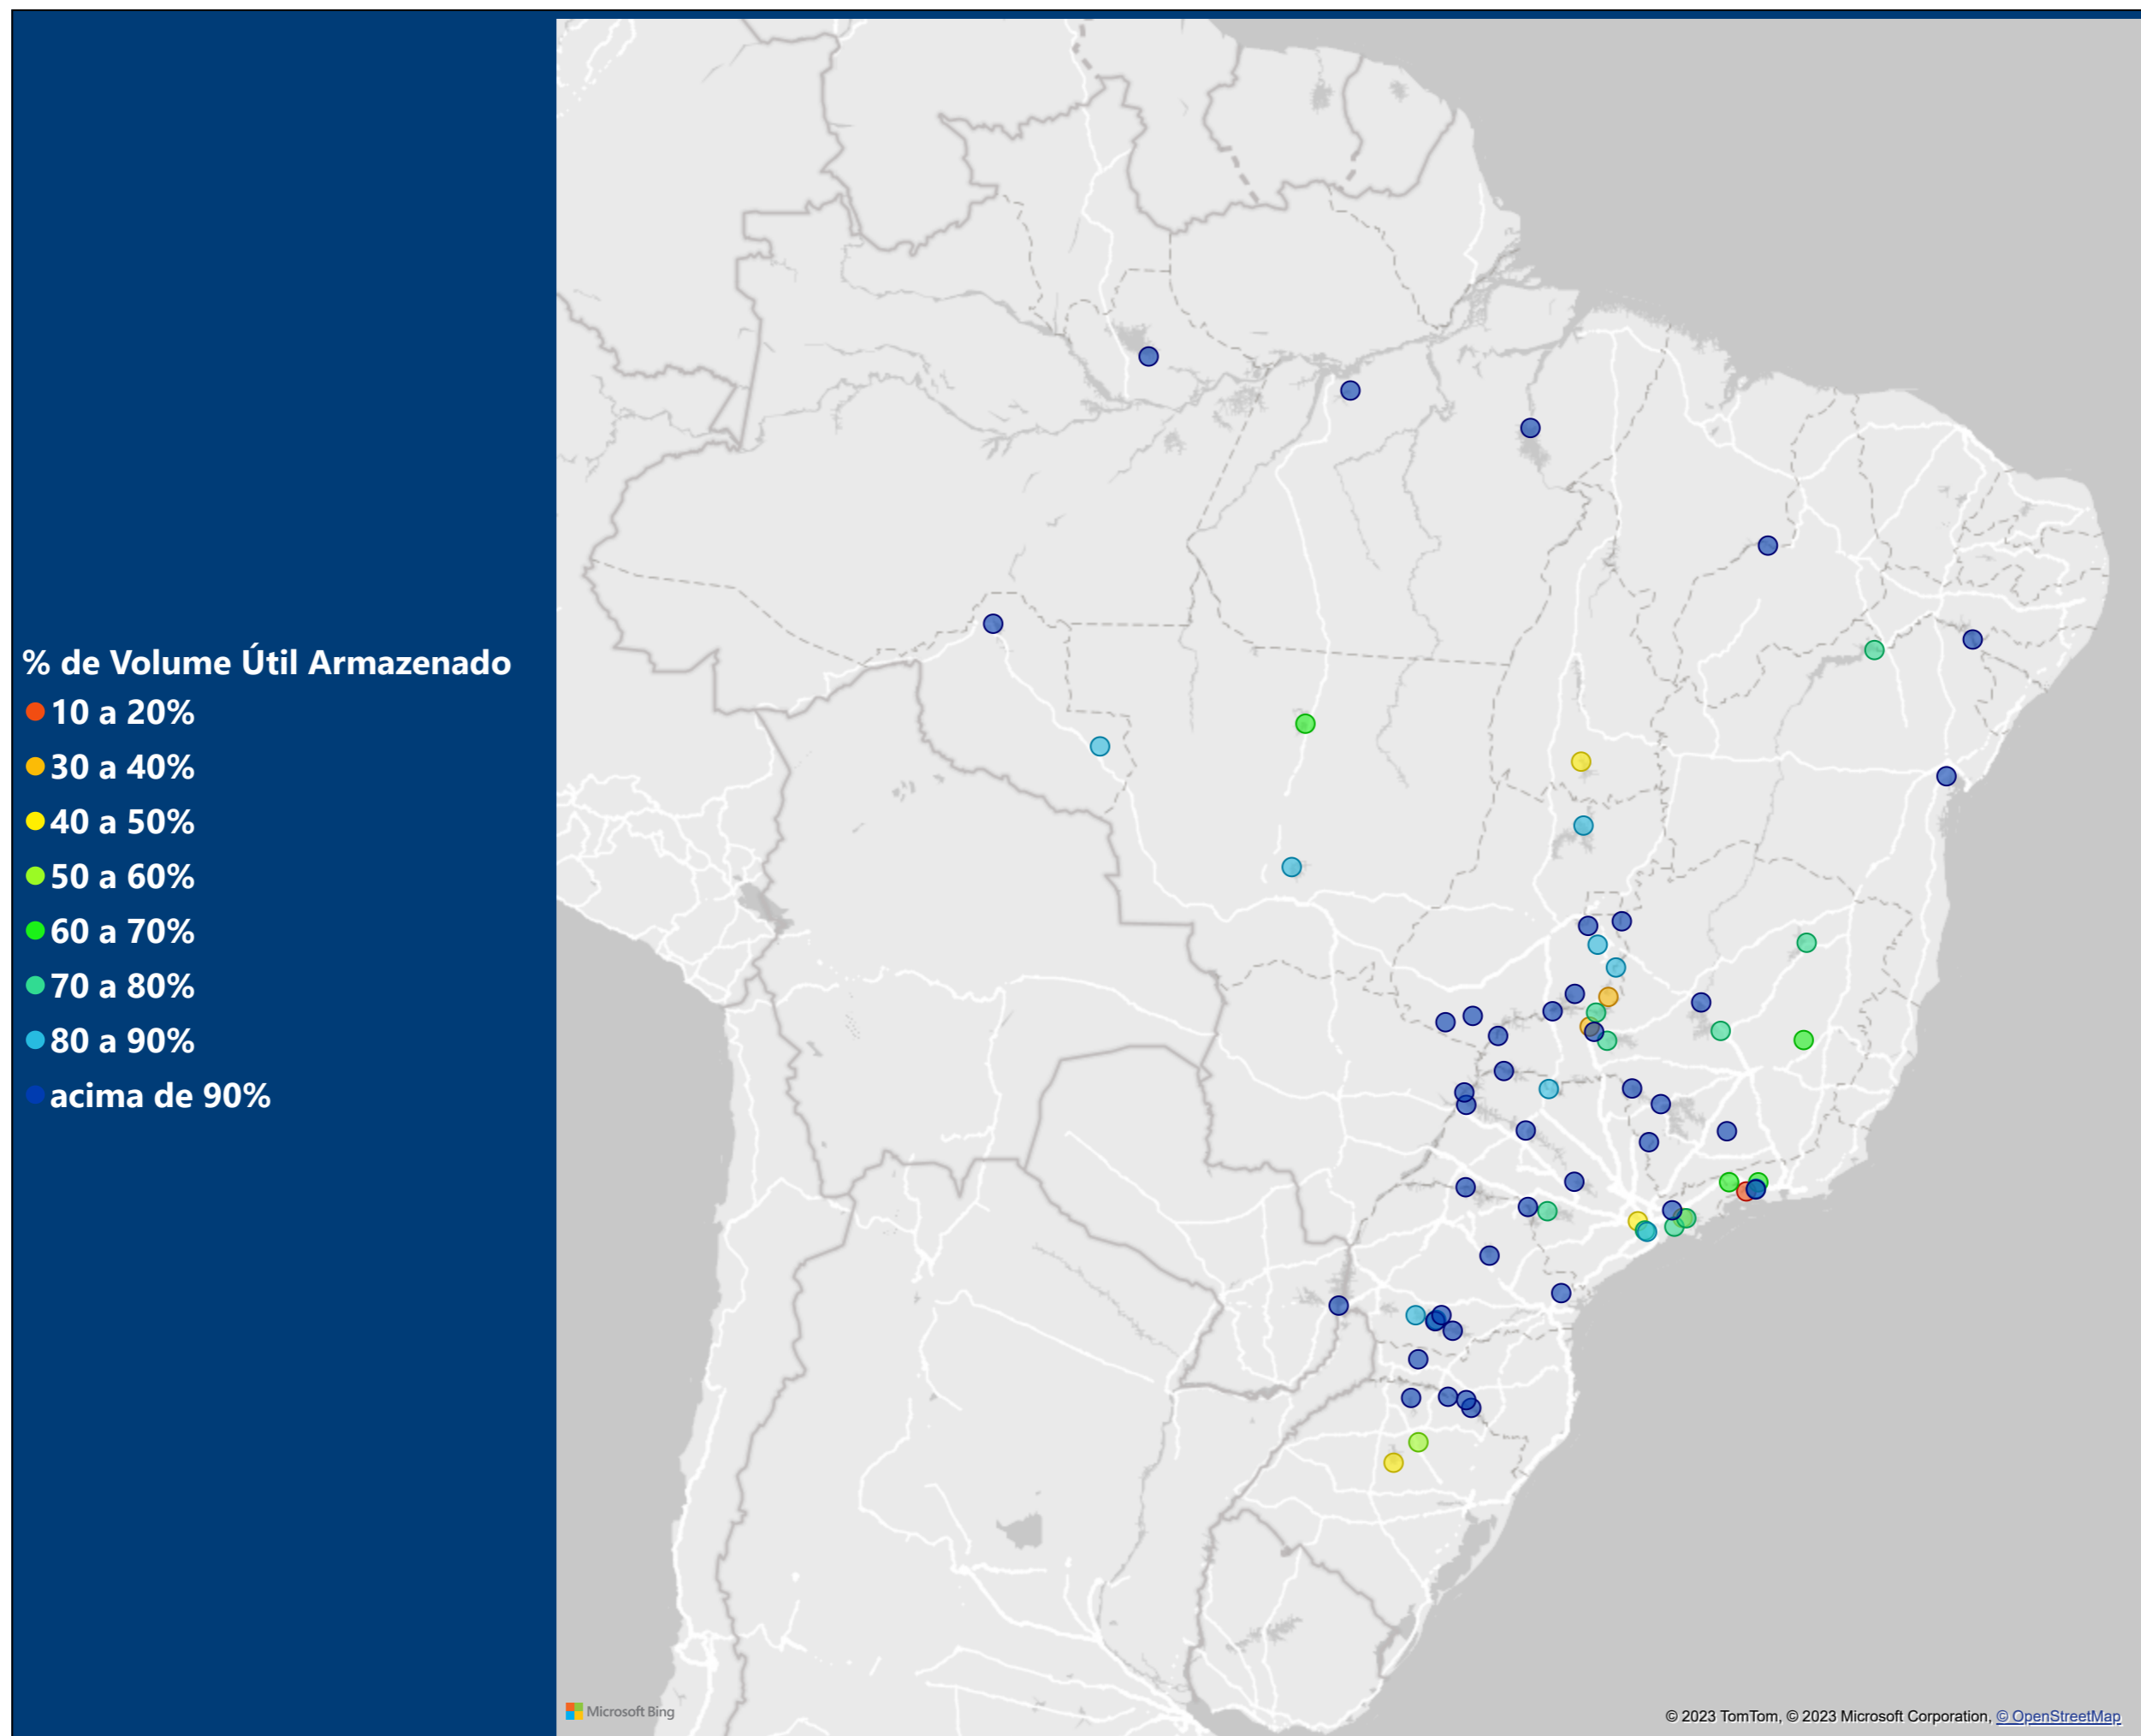 % de Volume Útil Armazenado
10 a 20%
30 a 40%
40 a 50%
50 a 60%
60 a 70%
70 a 80%
80 a 90%
acima de 90%
Microsoft Bing
© 2023 TomTom, © 2023 Microsoft Corporation, © OpenStreetMap